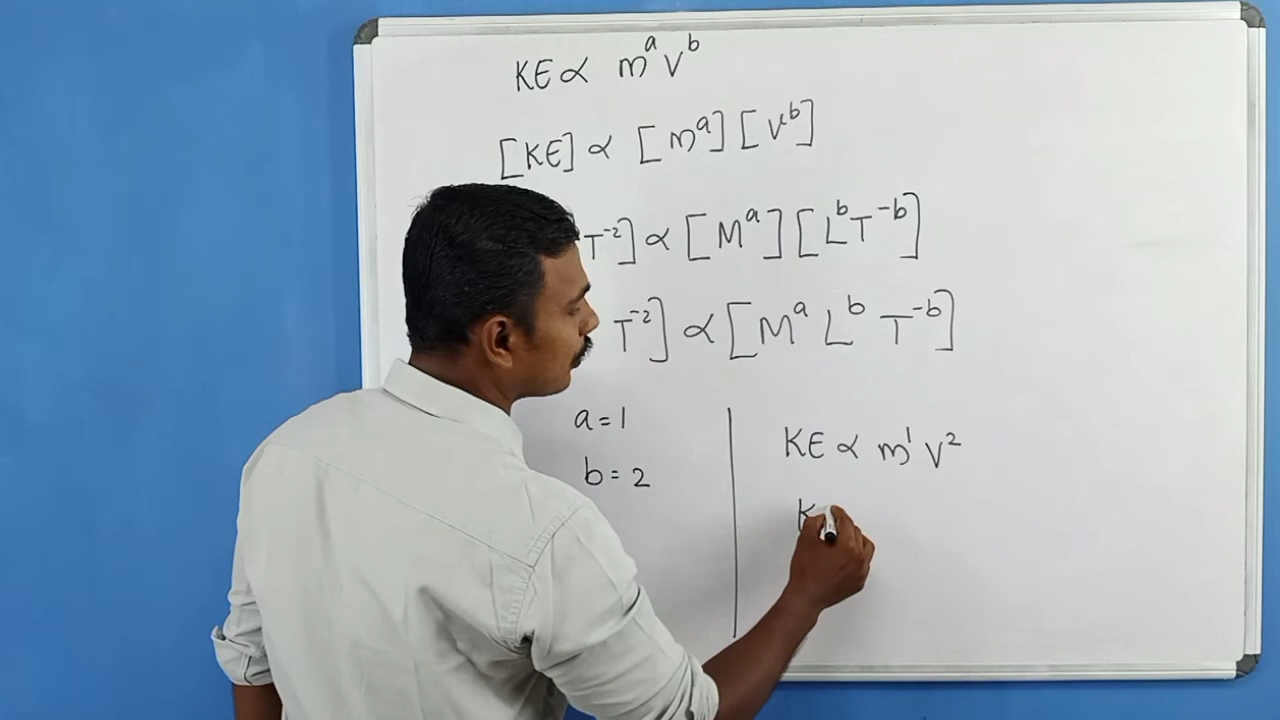 KE ∝ m^a v^b
[KE] ∝ [m^a] [v^b]
T^-2] ∝ [M^a] [L^b T^-b]
T^-2] ∝ [M^a L^b T^-b]
a = 1
b = 2
KE ∝ m^1 v^2
K